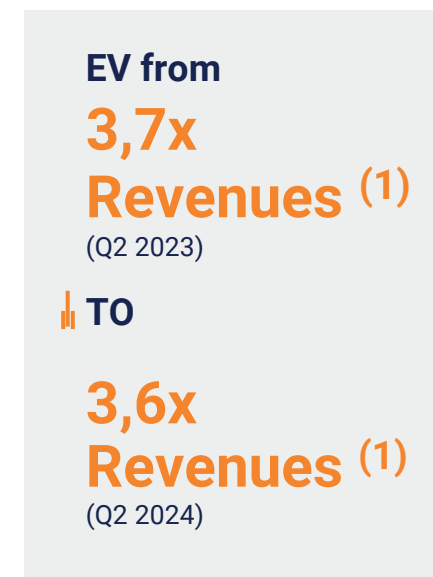 EV from
3,7x
Revenues (1)
(Q2 2023)
TO
3,6x
Revenues (1)
(Q2 2024)